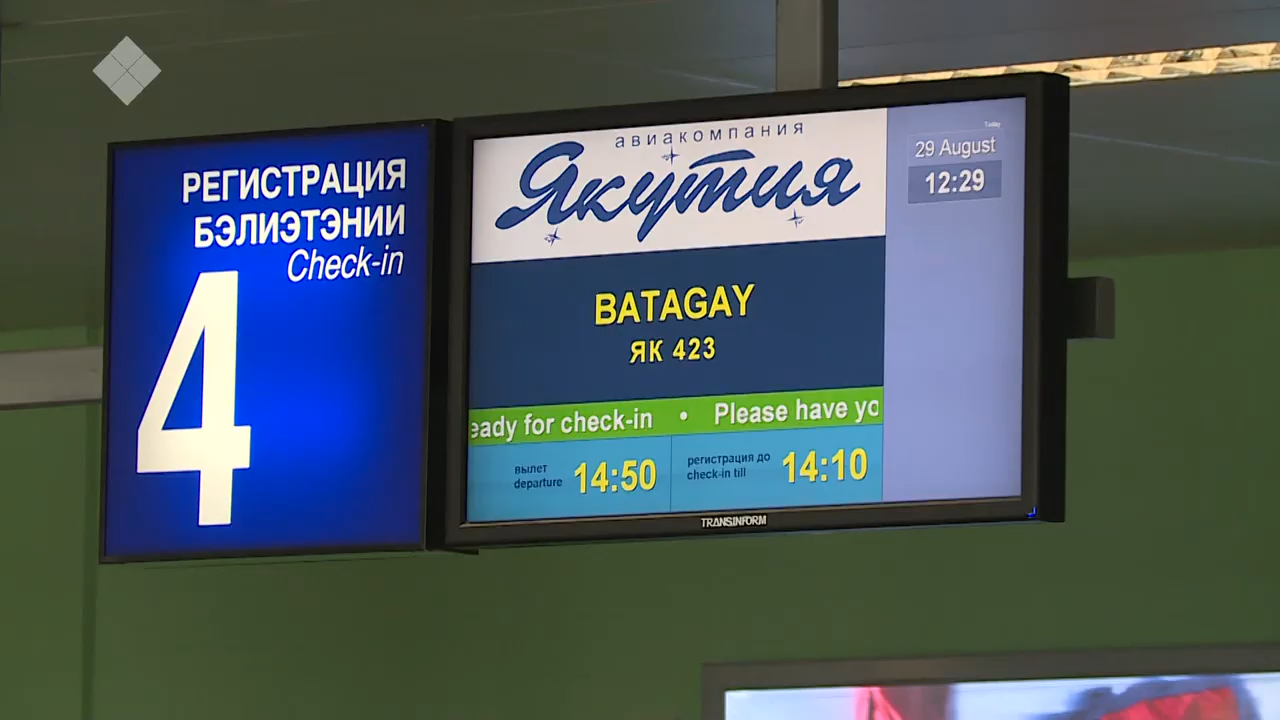 РЕГИСТРАЦИЯ
БЭЛИЭТЭНИИ
Check-in
4
авиакомпания
Якутия
Today
29 August
12:29
BATAGAY
ЯК 423
eady for check-in • Please have yo
вылет
departure
14:50
регистрация до
check-in till
14:10
TRANSINFORM